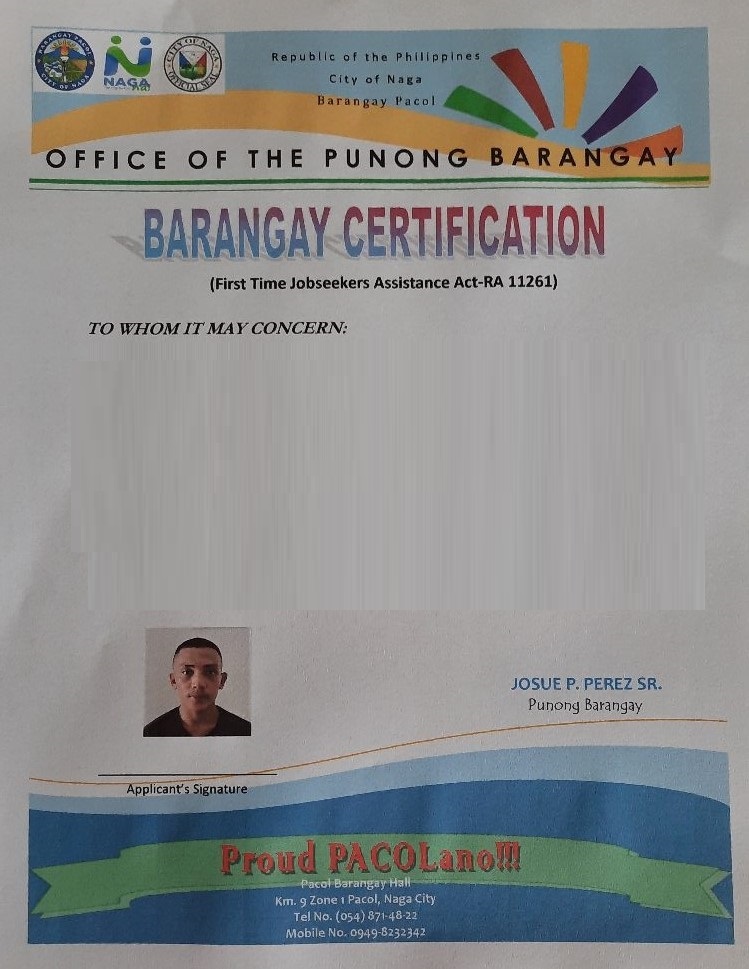 BARANGAY PACOL
CITY OF NAGA
NAGA
CITY OF NAGA
OFFICIAL SEAL
Republic of the Philippines
City of Naga
Barangay Pacol
OFFICE OF THE PUNONG BARANGAY
BARANGAY CERTIFICATION
(First Time Jobseekers Assistance Act-RA 11261)
TO WHOM IT MAY CONCERN:
JOSUE P. PEREZ SR.
Punong Barangay
Applicant's Signature
Proud PACOLano!!!
Pacol Barangay Hall
Km. 9 Zone 1 Pacol, Naga City
Tel No. (054) 871-48-22
Mobile No. 0949-8232342